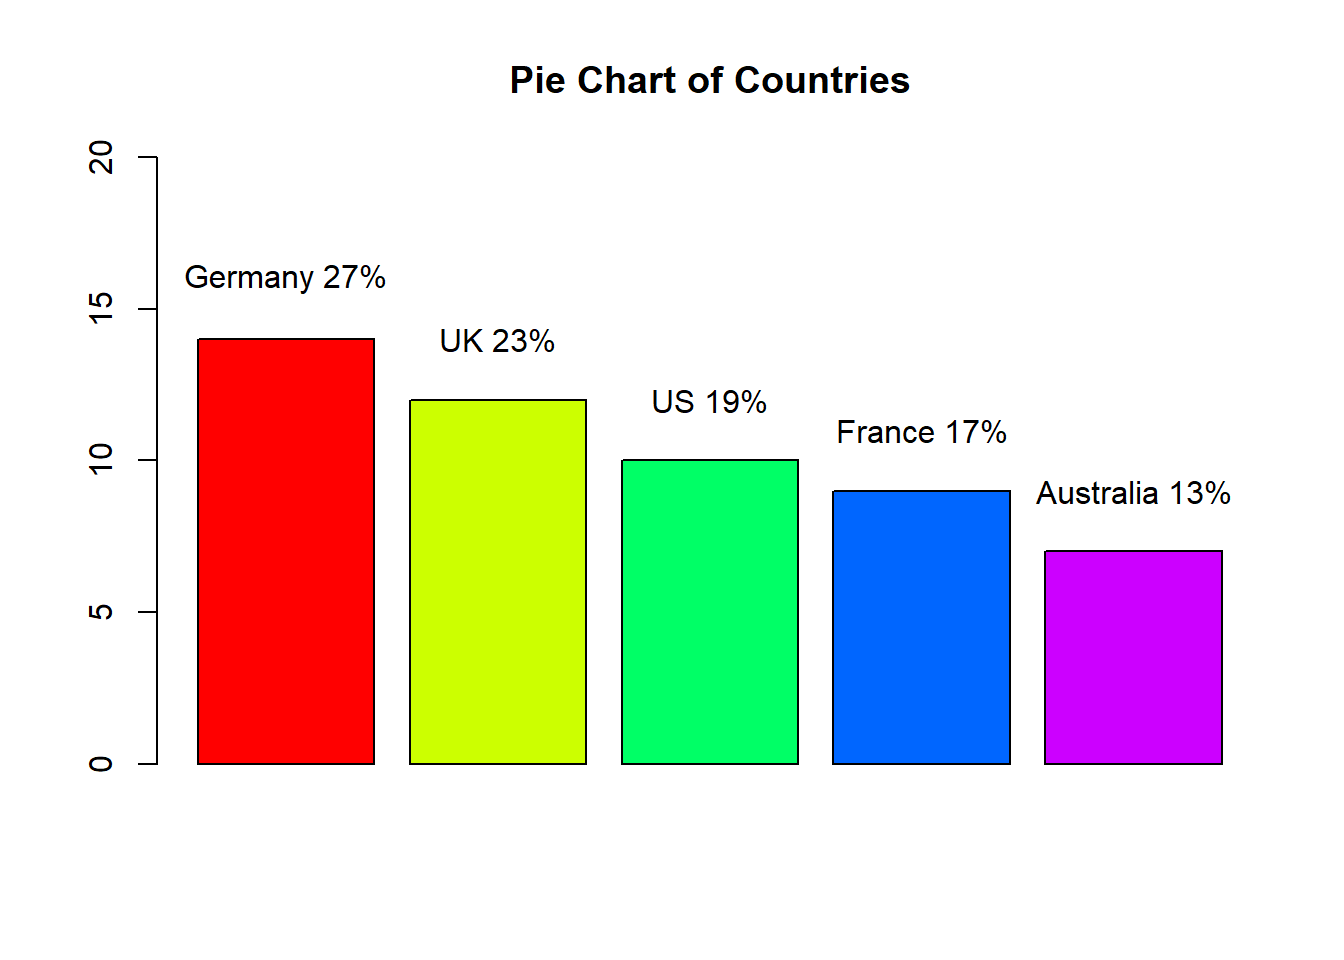 Pie Chart of Countries
20
15
10
5
0
Germany 27%
UK 23%
US 19%
France 17%
Australia 13%